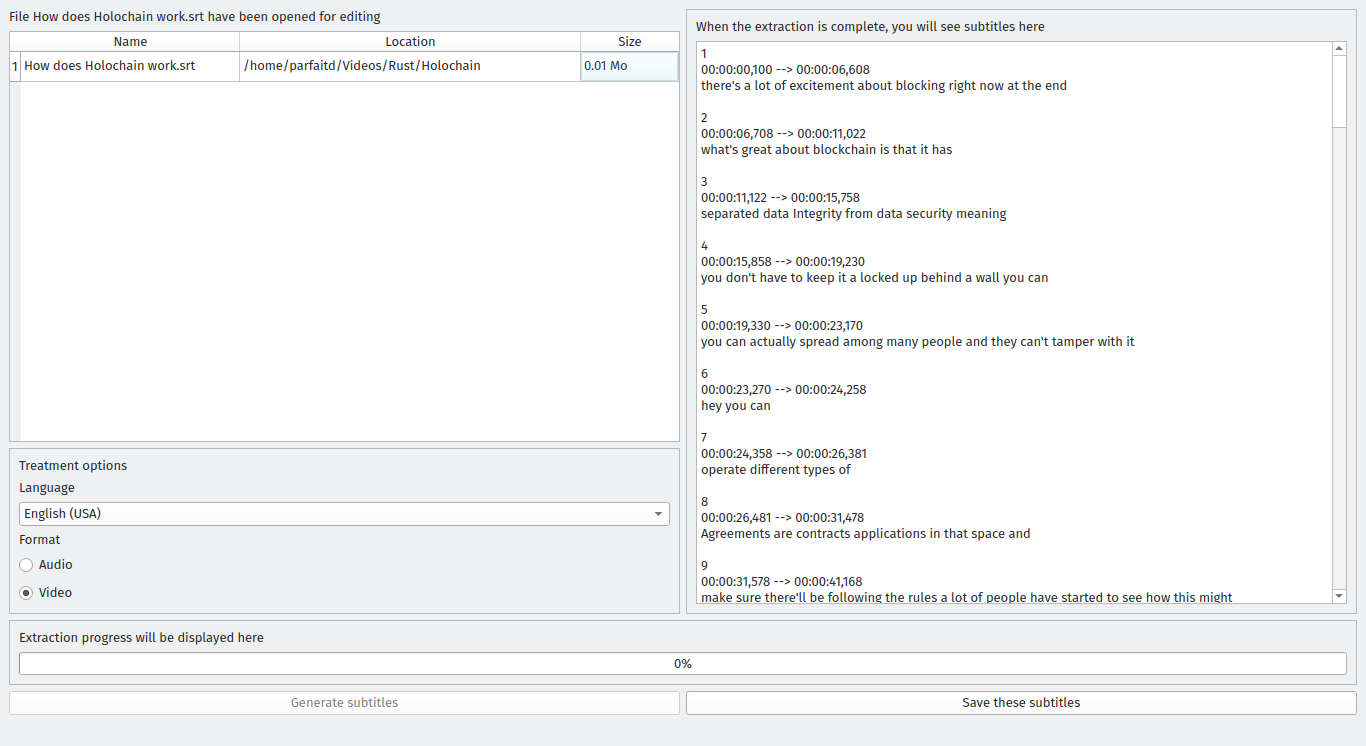 File How does Holochain work.srt have been opened for editing
Name Location Size
1 How does Holochain work.srt /home/parfaitd/Videos/Rust/Holochain 0.01 Mo
Treatment options
Language
English (USA)
Format
Audio
Video
When the extraction is complete, you will see subtitles here
1
00:00:00,100 --> 00:00:06,608
there's a lot of excitement about blocking right now at the end
2
00:00:06,708 --> 00:00:11,022
what's great about blockchain is that it has
3
00:00:11,122 --> 00:00:15,758
separated data Integrity from data security meaning
4
00:00:15,858 --> 00:00:19,230
you don't have to keep it a locked up behind a wall you can
5
00:00:19,330 --> 00:00:23,170
you can actually spread among many people and they can't tamper with it
6
00:00:23,270 --> 00:00:24,258
hey you can
7
00:00:24,358 --> 00:00:26,381
operate different types of
8
00:00:26,481 --> 00:00:31,478
Agreements are contracts applications in that space and
9
00:00:31,578 --> 00:00:41,168
make sure there'll be following the rules a lot of people have started to see how this might
Extraction progress will be displayed here
0%
Generate subtitles
Save these subtitles